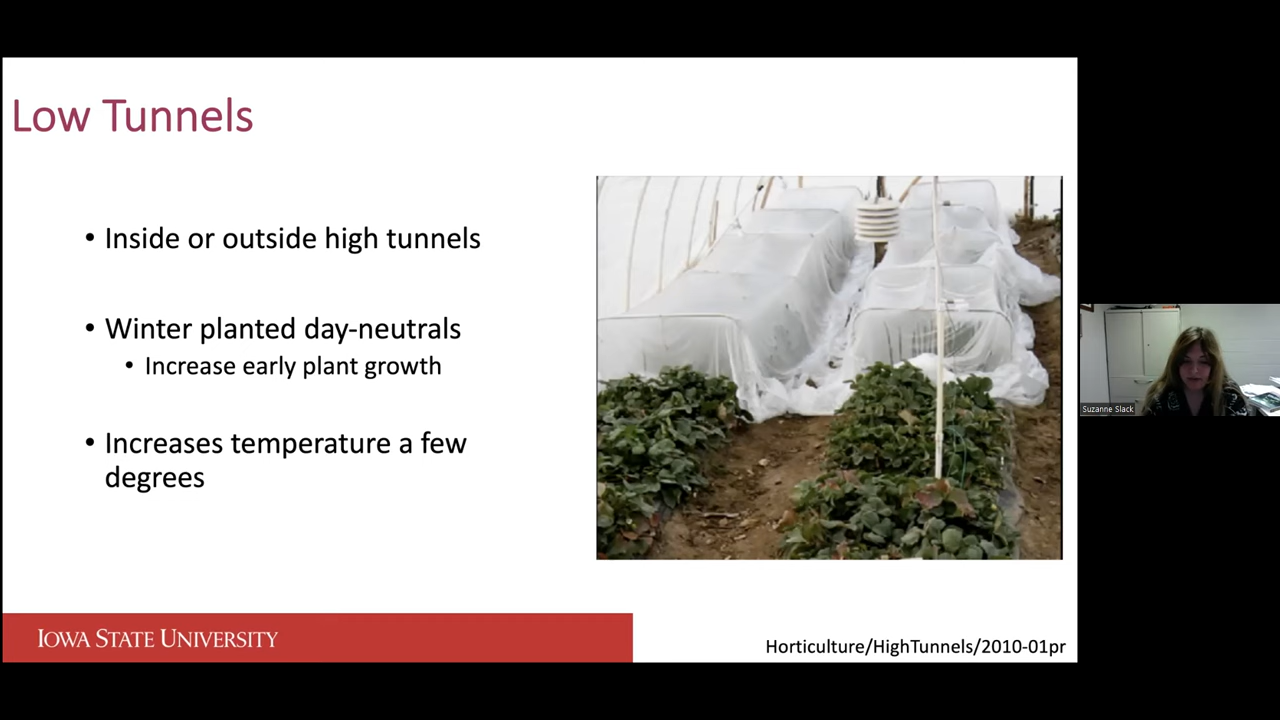 Low Tunnels
• Inside or outside high tunnels
• Winter planted day-neutrals
• Increase early plant growth
• Increases temperature a few
degrees
IOWA STATE UNIVERSITY
Horticulture/HighTunnels/2010-01pr
Suzanne Slack